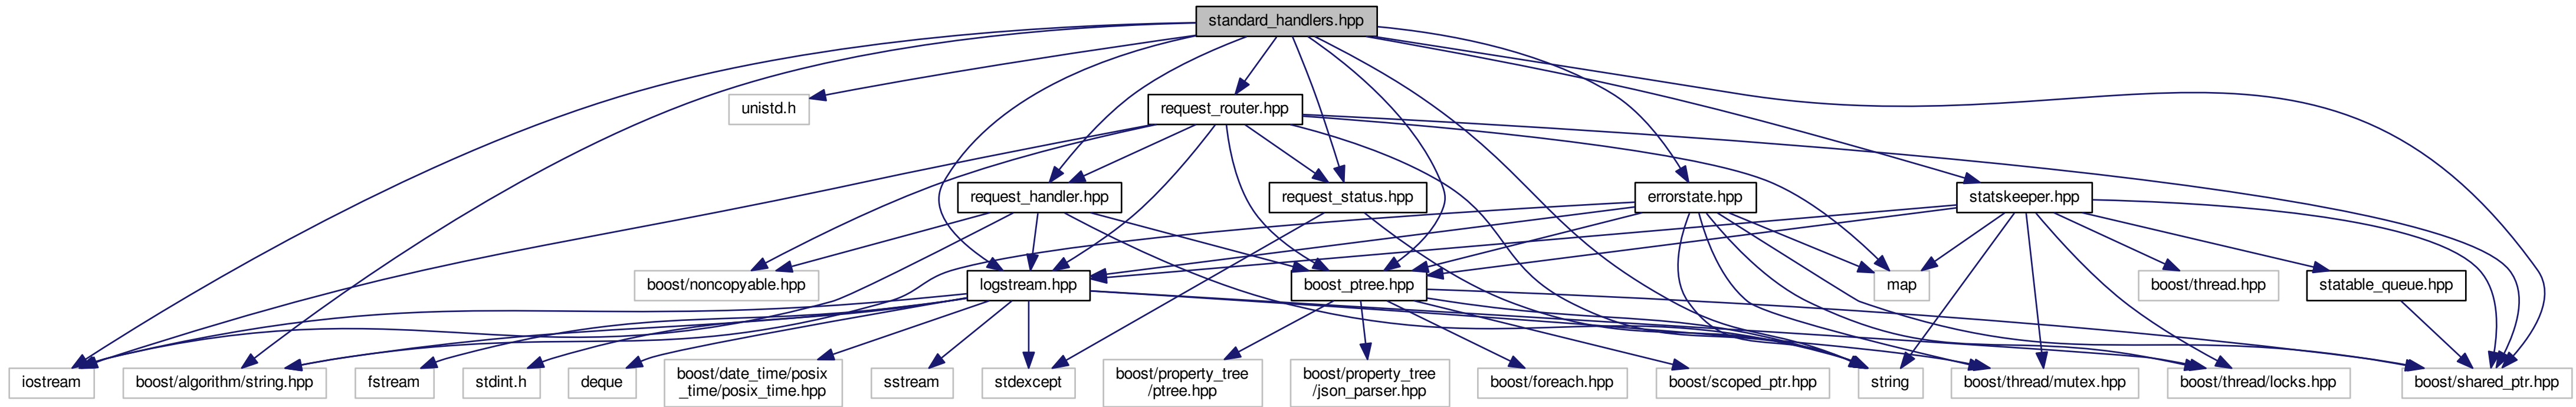 standard_handlers.hpp
unistd.h
request_router.hpp
request_handler.hpp
request_status.hpp
errorstate.hpp
statskeeper.hpp
boost/noncopyable.hpp
logstream.hpp
boost_ptree.hpp
map
boost/thread.hpp
statable_queue.hpp
iostream
boost/algorithm/string.hpp
fstream
stdint.h
deque
boost/date_time/posix
_time/posix_time.hpp
sstream
stdexcept
boost/property_tree
/ptree.hpp
boost/property_tree
/json_parser.hpp
boost/foreach.hpp
boost/scoped_ptr.hpp
string
boost/thread/mutex.hpp
boost/thread/locks.hpp
boost/shared_ptr.hpp